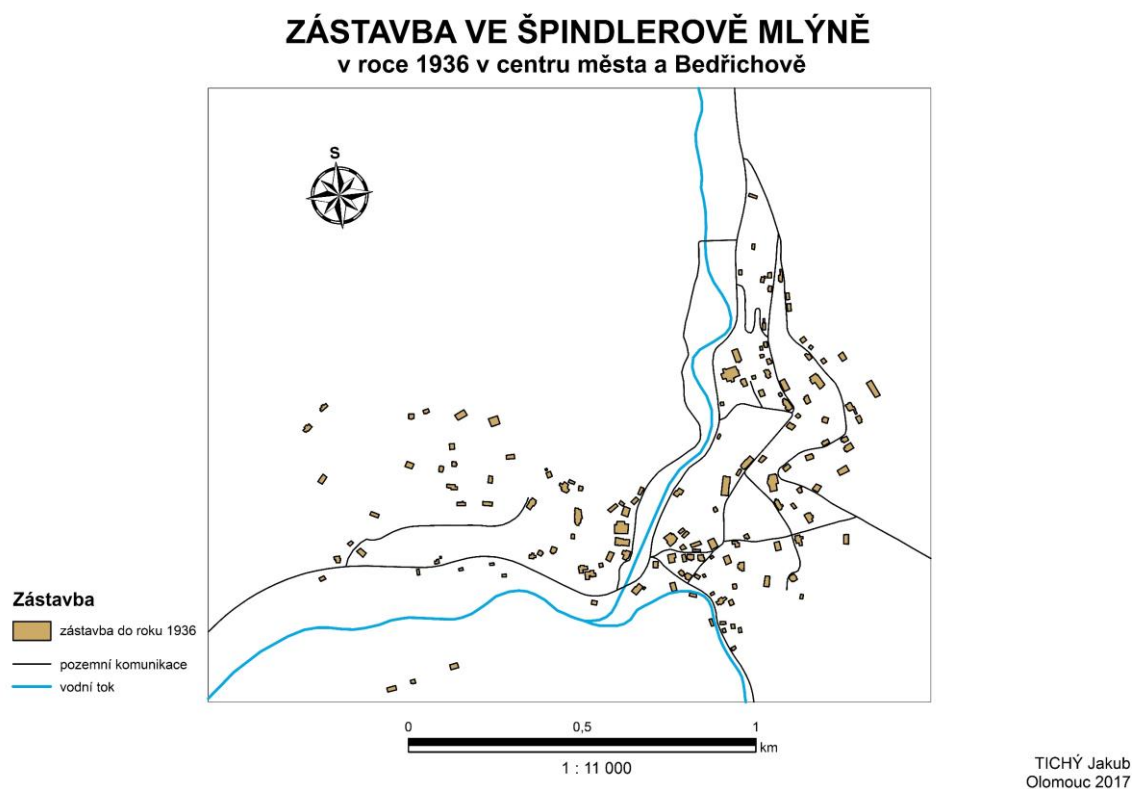 ZÁSTAVBA VE ŠPINDLEROVĚ MLÝNĚ
v roce 1936 v centru města a Bedřichově
S
Zástavba
zástavba do roku 1936
pozemní komunikace
vodní tok
0 0,5 1
km
1 : 11 000
TICHÝ Jakub
Olomouc 2017